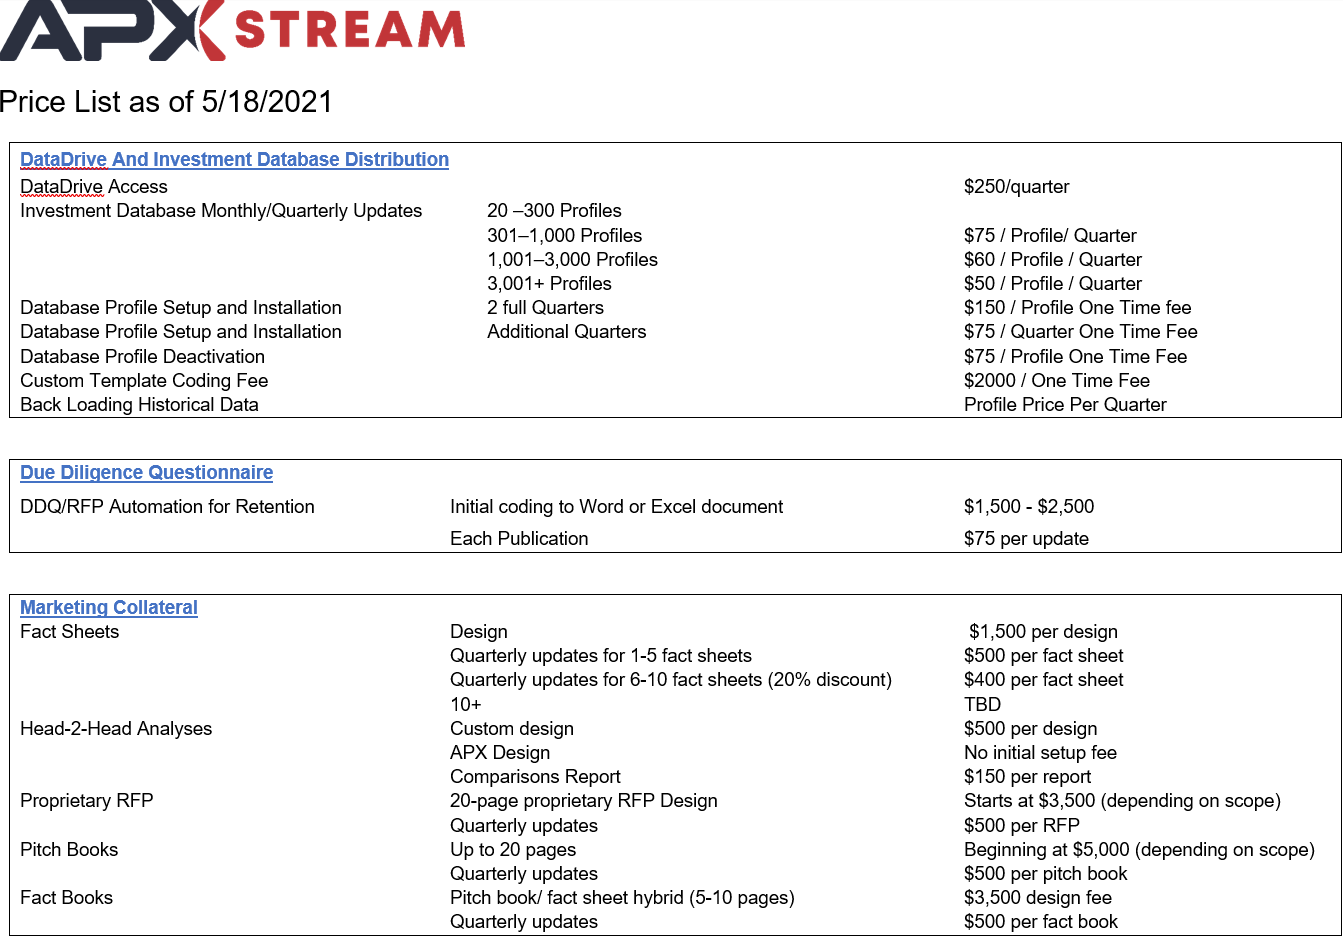 APX STREAM
Price List as of 5/18/2021
DataDrive And Investment Database Distribution
DataDrive Access $250/quarter
Investment Database Monthly/Quarterly Updates 20 –300 Profiles
301–1,000 Profiles $75 / Profile/ Quarter
1,001–3,000 Profiles $60 / Profile / Quarter
3,001+ Profiles $50 / Profile / Quarter
Database Profile Setup and Installation 2 full Quarters $150 / Profile One Time fee
Database Profile Setup and Installation Additional Quarters $75 / Quarter One Time Fee
Database Profile Deactivation $75 / Profile One Time Fee
Custom Template Coding Fee $2000 / One Time Fee
Back Loading Historical Data Profile Price Per Quarter
Due Diligence Questionnaire
DDQ/RFP Automation for Retention Initial coding to Word or Excel document $1,500 - $2,500
Each Publication $75 per update
Marketing Collateral
Fact Sheets Design $1,500 per design
Quarterly updates for 1-5 fact sheets $500 per fact sheet
Quarterly updates for 6-10 fact sheets (20% discount) $400 per fact sheet
10+ TBD
Head-2-Head Analyses Custom design $500 per design
APX Design No initial setup fee
Comparisons Report $150 per report
Proprietary RFP 20-page proprietary RFP Design Starts at $3,500 (depending on scope)
Quarterly updates $500 per RFP
Pitch Books Up to 20 pages Beginning at $5,000 (depending on scope)
Quarterly updates $500 per pitch book
Fact Books Pitch book/ fact sheet hybrid (5-10 pages) $3,500 design fee
Quarterly updates $500 per fact book